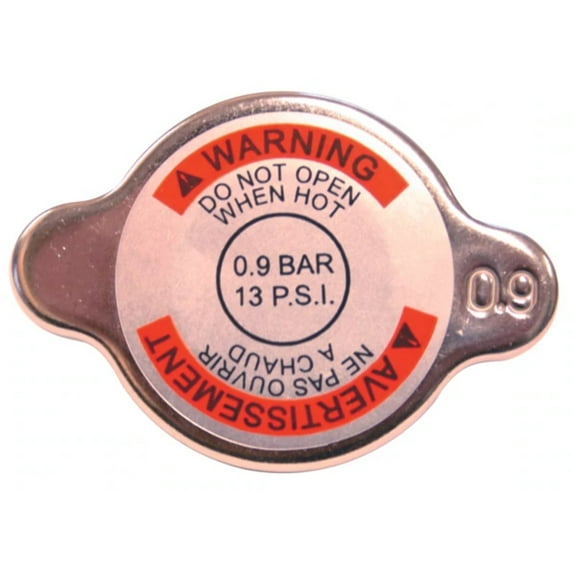 WARNING
DO NOT OPEN
WHEN HOT
0.9 BAR
13 P.S.I.
0.9
AVERTISSEMENT
NE PAS OUVRIR
A CHAUD